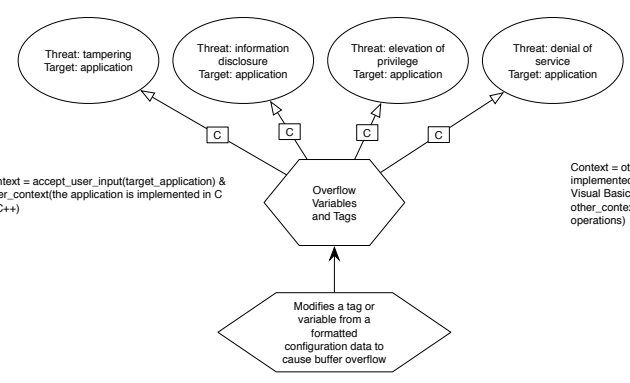 Threat: tampering
Target: application
Threat: information
disclosure
Target: application
Threat: elevation of
privilege
Target: application
Threat: denial of
service
Target: application
C
C
C
C
ntext = accept_user_input(target_application) &
er_context(the application is implemented in C
C++)
Overflow
Variables
and Tags
Context = ot
implemented
Visual Basic
other_conte
operations)
Modifies a tag or
variable from a
formatted
configuration data to
cause buffer overflow